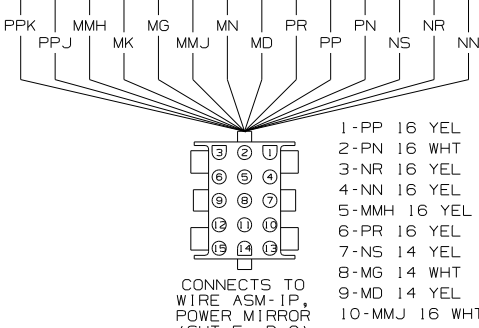 PPK MMH MG MN PR PN NR
PPJ MK MMJ MD PP NS NN
3 2 1
6 5 4
9 8 7
12 11 10
15 14 13
1-PP 16 YEL
2-PN 16 WHT
3-NR 16 YEL
4-NN 16 YEL
5-MMH 16 YEL
6-PR 16 YEL
7-NS 14 YEL
8-MG 14 WHT
9-MD 14 YEL
10-MMJ 16 WHT
CONNECTS TO
WIRE ASM-IP,
POWER MIRROR